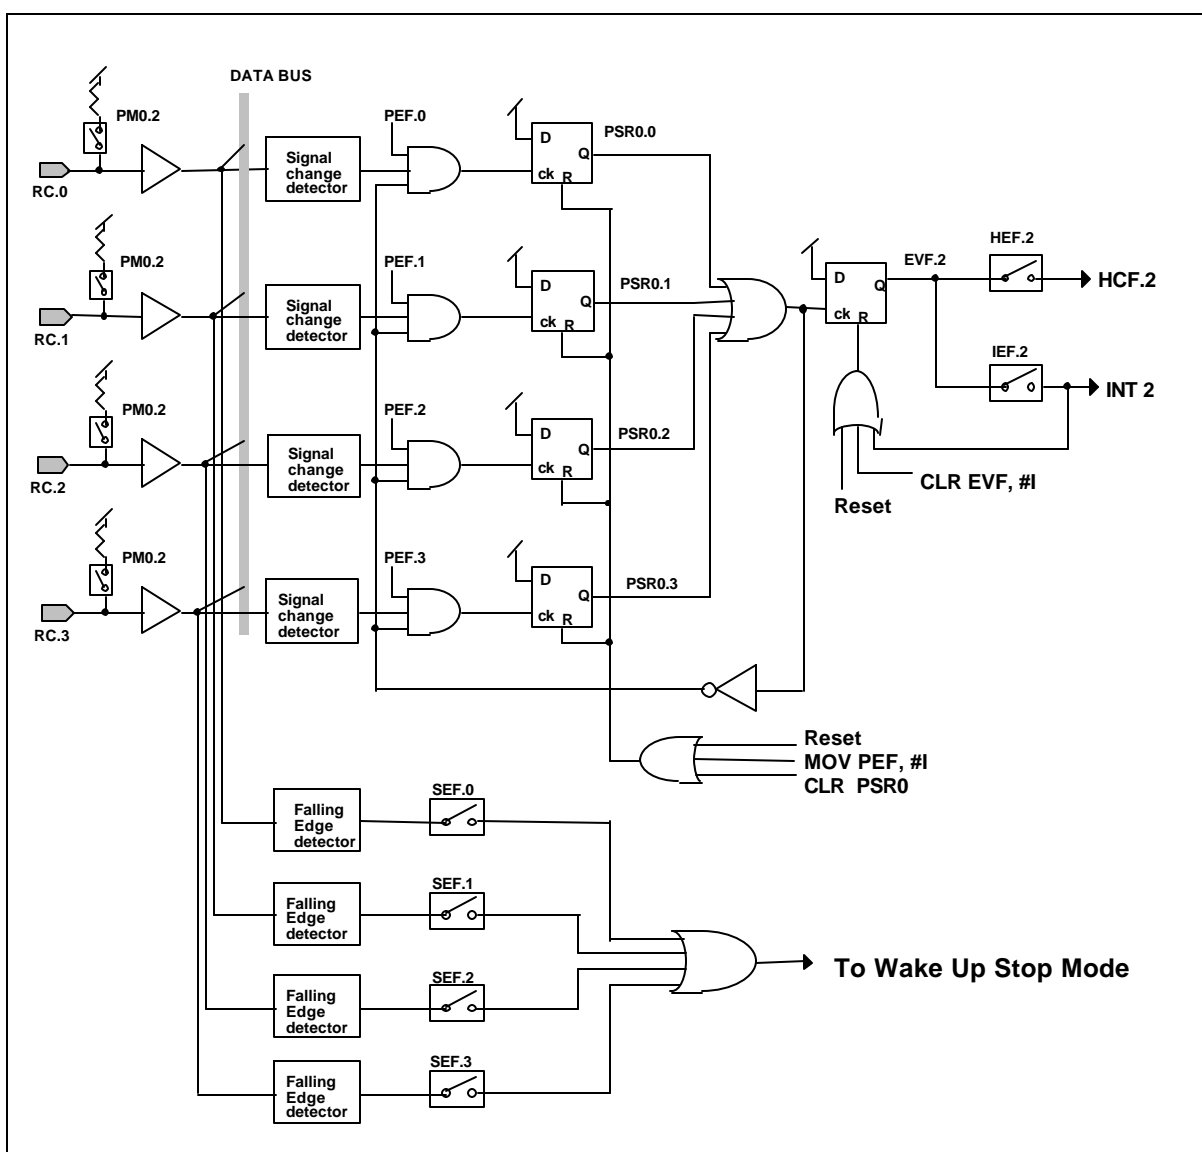 DATA BUS
PM0.2
RC.0
Signal
change
detector
PEF.0
D
Q
ck
R
PSR0.0
PM0.2
RC.1
Signal
change
detector
PEF.1
D
Q
ck
R
PSR0.1
D
Q
ck
R
EVF.2
HEF.2
HCF.2
IEF.2
INT 2
CLR EVF, #I
Reset
PM0.2
RC.2
Signal
change
detector
PEF.2
D
Q
ck
R
PSR0.2
PM0.2
RC.3
Signal
change
detector
PEF.3
D
Q
ck
R
PSR0.3
Reset
MOV PEF, #I
CLR PSR0
Falling
Edge
detector
SEF.0
Falling
Edge
detector
SEF.1
Falling
Edge
detector
SEF.2
Falling
Edge
detector
SEF.3
To Wake Up Stop Mode